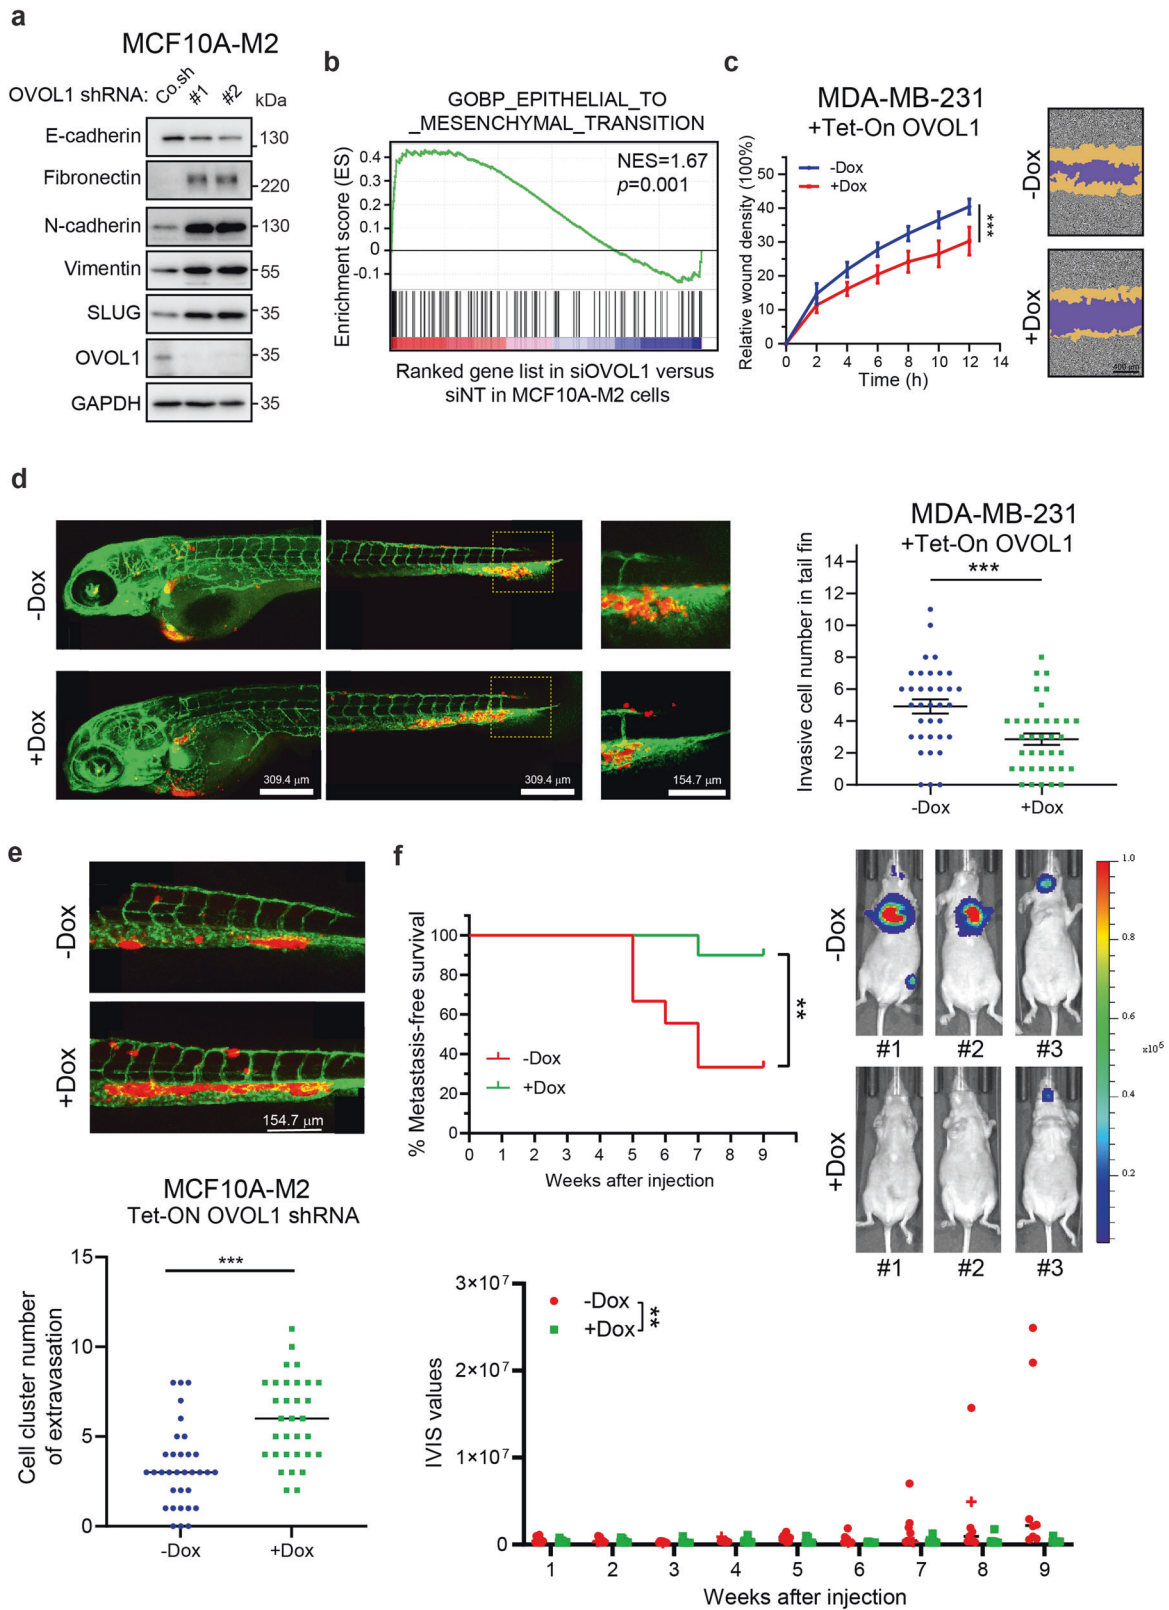 a
MCF10A-M2
OVOL1 shRNA: Co.sh #1 #2 kDa
E-cadherin 130
Fibronectin 220
N-cadherin 130
Vimentin 55
SLUG 35
OVOL1 35
GAPDH 35
b
GOBP_EPITHELIAL_TO
_MESENCHYMAL_TRANSITION
Enrichment score (ES)
0.4
0.3
0.2
0.1
0
-0.1
NES=1.67
p=0.001
Ranked gene list in siOVOL1 versus
siNT in MCF10A-M2 cells
c
MDA-MB-231
+Tet-On OVOL1
Relative wound density (100%)
50
40
30
20
10
0
-Dox
+Dox
***
0 2 4 6 8 10 12 14
Time (h)
-Dox
+Dox
400 µm
d
-Dox
+Dox
309.4 µm
309.4 µm
154.7 µm
MDA-MB-231
+Tet-On OVOL1
Invasive cell number in tail fin
***
14
12
10
8
6
4
2
0
-Dox +Dox
e
-Dox
+Dox
154.7 µm
MCF10A-M2
Tet-ON OVOL1 shRNA
Cell cluster number
of extravasation
***
15
10
5
0
-Dox +Dox
f
% Metastasis-free survival
100
80
60
40
20
0
-Dox
+Dox
**
0 1 2 3 4 5 6 7 8 9
Weeks after injection
-Dox
#1 #2 #3
+Dox
#1 #2 #3
1.0
0.8
0.6
x10⁵
0.4
0.2
IVIS values
3×10⁷
2×10⁷
1×10⁷
0
-Dox
+Dox
**
1 2 3 4 5 6 7 8 9
Weeks after injection